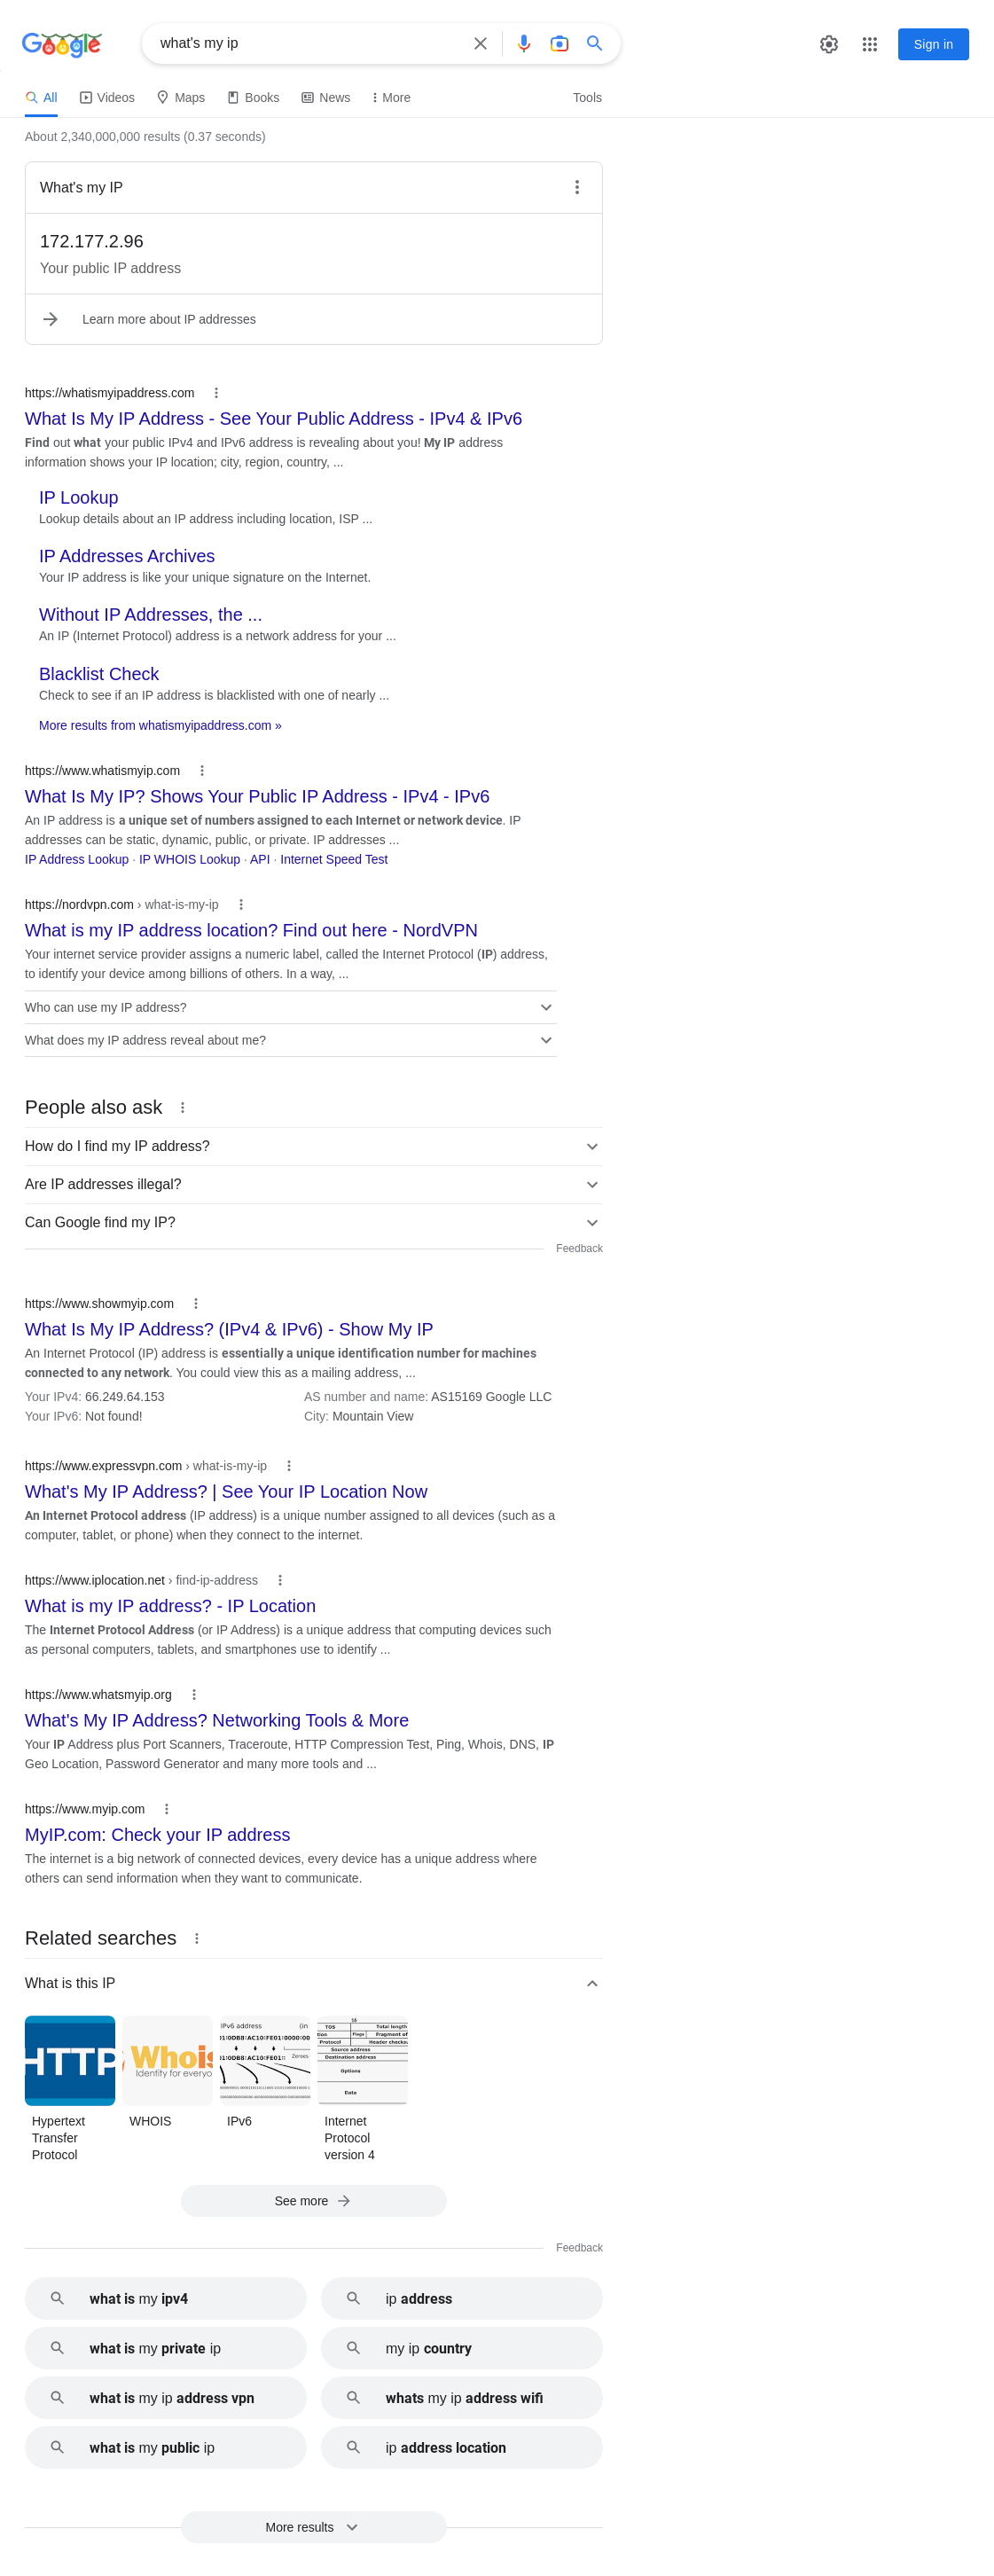 Google
what's my ip
Sign in
All
Videos
Maps
Books
News
More
Tools
About 2,340,000,000 results (0.37 seconds)
What's my IP
172.177.2.96
Your public IP address
Learn more about IP addresses
https://whatismyipaddress.com
What Is My IP Address - See Your Public Address - IPv4 & IPv6
Find out what your public IPv4 and IPv6 address is revealing about you! My IP address
information shows your IP location; city, region, country, ...
IP Lookup
Lookup details about an IP address including location, ISP ...
IP Addresses Archives
Your IP address is like your unique signature on the Internet.
Without IP Addresses, the ...
An IP (Internet Protocol) address is a network address for your ...
Blacklist Check
Check to see if an IP address is blacklisted with one of nearly ...
More results from whatismyipaddress.com »
https://www.whatismyip.com
What Is My IP? Shows Your Public IP Address - IPv4 - IPv6
An IP address is a unique set of numbers assigned to each Internet or network device. IP
addresses can be static, dynamic, public, or private. IP addresses ...
IP Address Lookup · IP WHOIS Lookup · API · Internet Speed Test
https://nordvpn.com › what-is-my-ip
What is my IP address location? Find out here - NordVPN
Your internet service provider assigns a numeric label, called the Internet Protocol (IP) address,
to identify your device among billions of others. In a way, ...
Who can use my IP address?
What does my IP address reveal about me?
People also ask
How do I find my IP address?
Are IP addresses illegal?
Can Google find my IP?
Feedback
https://www.showmyip.com
What Is My IP Address? (IPv4 & IPv6) - Show My IP
An Internet Protocol (IP) address is essentially a unique identification number for machines
connected to any network. You could view this as a mailing address, ...
Your IPv4: 66.249.64.153
AS number and name: AS15169 Google LLC
Your IPv6: Not found!
City: Mountain View
https://www.expressvpn.com › what-is-my-ip
What's My IP Address? | See Your IP Location Now
An Internet Protocol address (IP address) is a unique number assigned to all devices (such as a
computer, tablet, or phone) when they connect to the internet.
https://www.iplocation.net › find-ip-address
What is my IP address? - IP Location
The Internet Protocol Address (or IP Address) is a unique address that computing devices such
as personal computers, tablets, and smartphones use to identify ...
https://www.whatsmyip.org
What's My IP Address? Networking Tools & More
Your IP Address plus Port Scanners, Traceroute, HTTP Compression Test, Ping, Whois, DNS, IP
Geo Location, Password Generator and many more tools and ...
https://www.myip.com
MyIP.com: Check your IP address
The internet is a big network of connected devices, every device has a unique address where
others can send information when they want to communicate.
Related searches
What is this IP
HTTP
Whois
Identity for everyo
IPv6 address (in
Zeroes
16
TOS Total length
Flags Fragment of
Protocol Header checksu
Source address
Destination address
Options
Data
Hypertext
Transfer
Protocol
WHOIS
IPv6
Internet
Protocol
version 4
See more
Feedback
what is my ipv4
ip address
what is my private ip
my ip country
what is my ip address vpn
whats my ip address wifi
what is my public ip
ip address location
More results